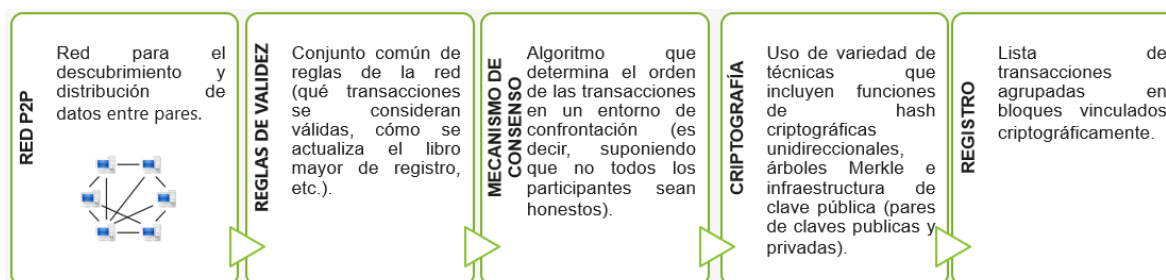 RED P2P
Red para el
descubrimiento y
distribución de
datos entre pares.
REGLAS DE VALIDEZ
Conjunto común de
reglas de la red
(qué transacciones
se consideran
válidas, cómo se
actualiza el libro
mayor de registro,
etc.).
MECANISMO DE
CONSENSO
Algoritmo que
determina el orden
de las transacciones
en un entorno de
confrontación (es
decir, suponiendo
que no todos los
participantes sean
honestos).
CRIPTOGRAFÍA
Uso de variedad de
técnicas que
incluyen funciones
de hash
criptográficas
unidireccionales,
árboles Merkle e
infraestructura de
clave pública (pares
de claves publicas y
privadas).
REGISTRO
Lista de
transacciones
agrupadas en
bloques vinculados
criptográficamente.